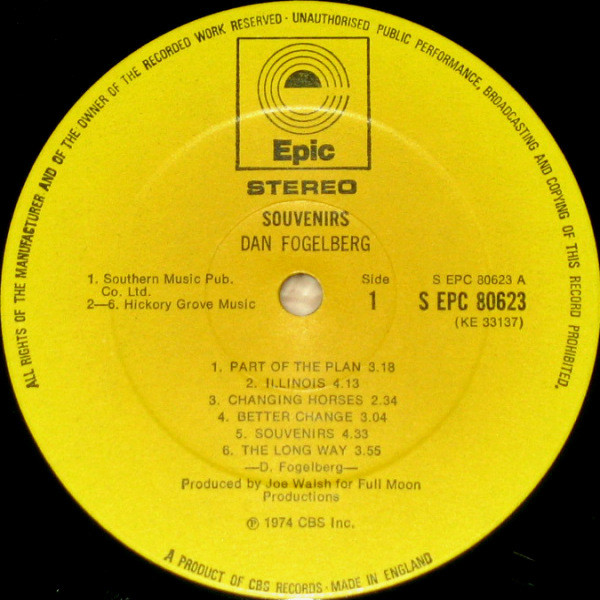 ALL RIGHTS OF THE MANUFACTURER AND OF THE OWNER OF THE RECORDED WORK RESERVED · UNAUTHORISED PUBLIC PERFORMANCE, BROADCASTING AND COPYING OF THIS RECORD PROHIBITED.
Epic
STEREO
SOUVENIRS
DAN FOGELBERG
1. Southern Music Pub.
Co. Ltd.
2—6. Hickory Grove Music
Side
1
S EPC 80623 A
S EPC 80623
(KE 33137)
1. PART OF THE PLAN 3.18
2. ILLINOIS 4.13
3. CHANGING HORSES 2.34
4. BETTER CHANGE 3.04
5. SOUVENIRS 4.33
6. THE LONG WAY 3.55
—D. Fogelberg—
Produced by Joe Walsh for Full Moon
Productions
℗ 1974 CBS Inc.
A PRODUCT OF CBS RECORDS · MADE IN ENGLAND